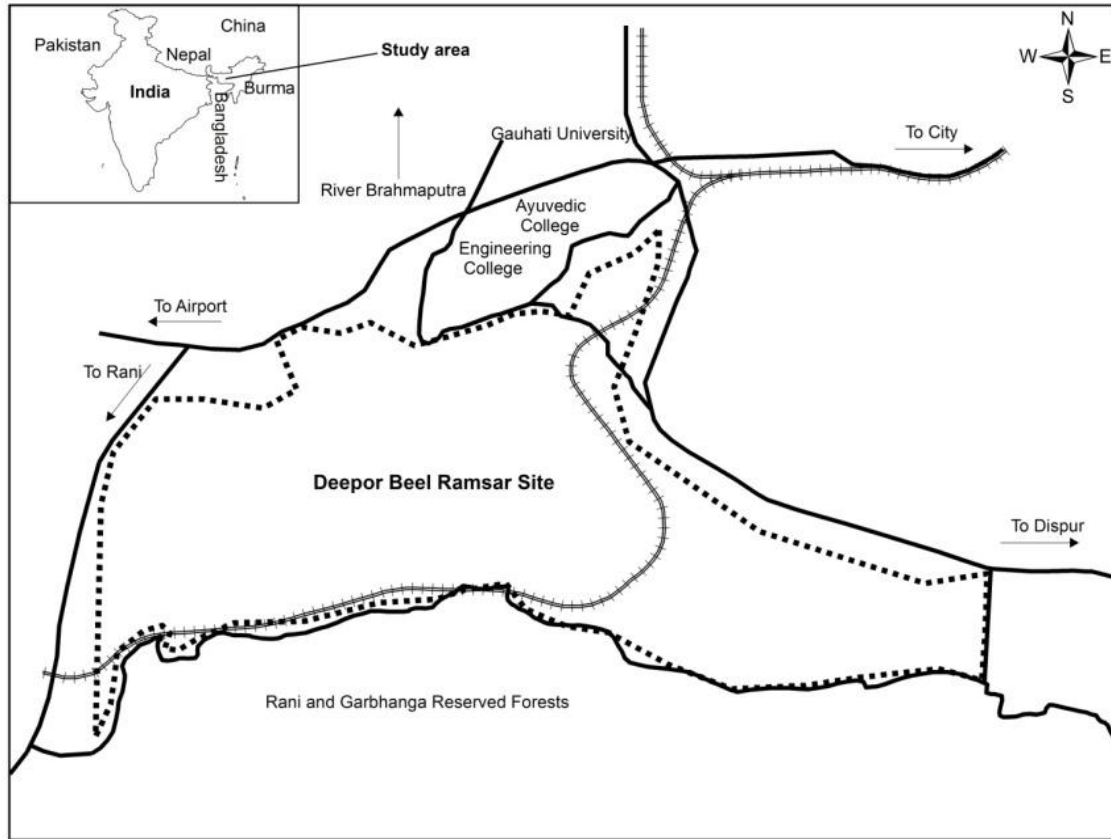 China
Pakistan
Nepal
Study area
India
Burma
Bangladesh
N
W
E
S
Gauhati University
To City
River Brahmaputra
Ayuvedic
College
Engineering
College
To Airport
To Rani
Deepor Beel Ramsar Site
To Dispur
Rani and Garbhanga Reserved Forests